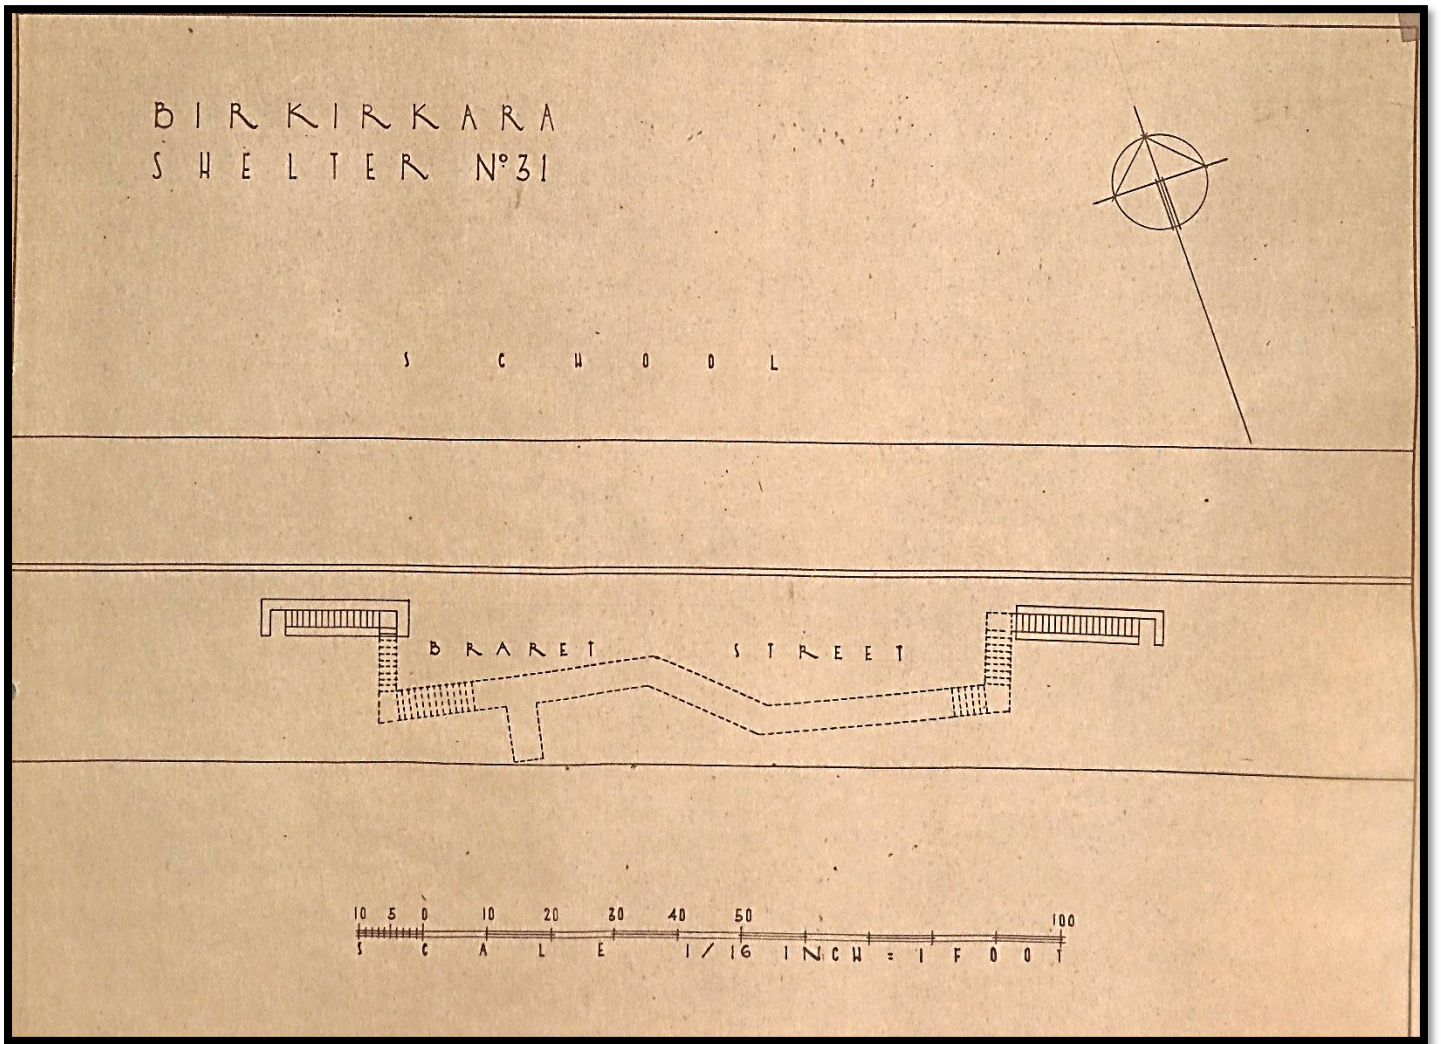 BIRKIRKARA
SHELTER Nº 31
SCHOOL
BRARET STREET
10 5 0 10 20 30 40 50 100
SCALE 1/16 INCH = 1 FOOT